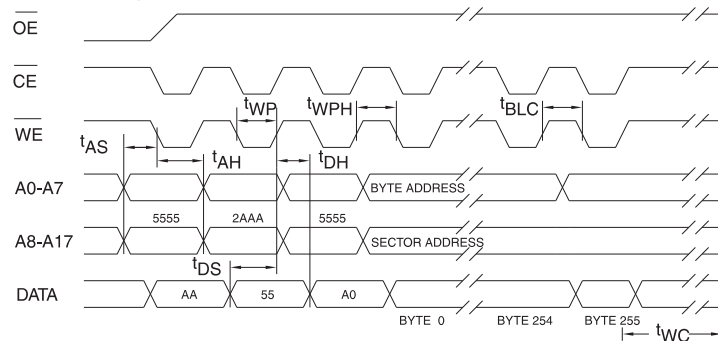 OE
CE
tWP tWPH tBLC
WE
tAS
tAH tDH
A0-A7 BYTE ADDRESS
5555 2AAA 5555
A8-A17 SECTOR ADDRESS
tDS
DATA AA 55 A0
BYTE 0 BYTE 254 BYTE 255
tWC